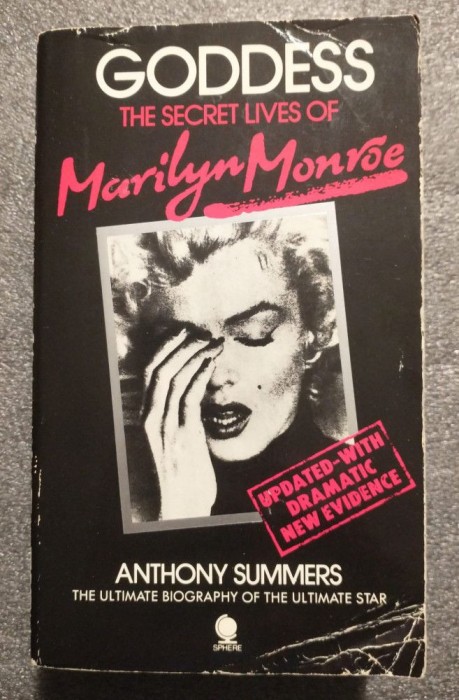 GODDESS
THE SECRET LIVES OF
Marilyn Monroe
UPDATED-WITH
DRAMATIC
NEW EVIDENCE
ANTHONY SUMMERS
THE ULTIMATE BIOGRAPHY OF THE ULTIMATE STAR
SPHERE